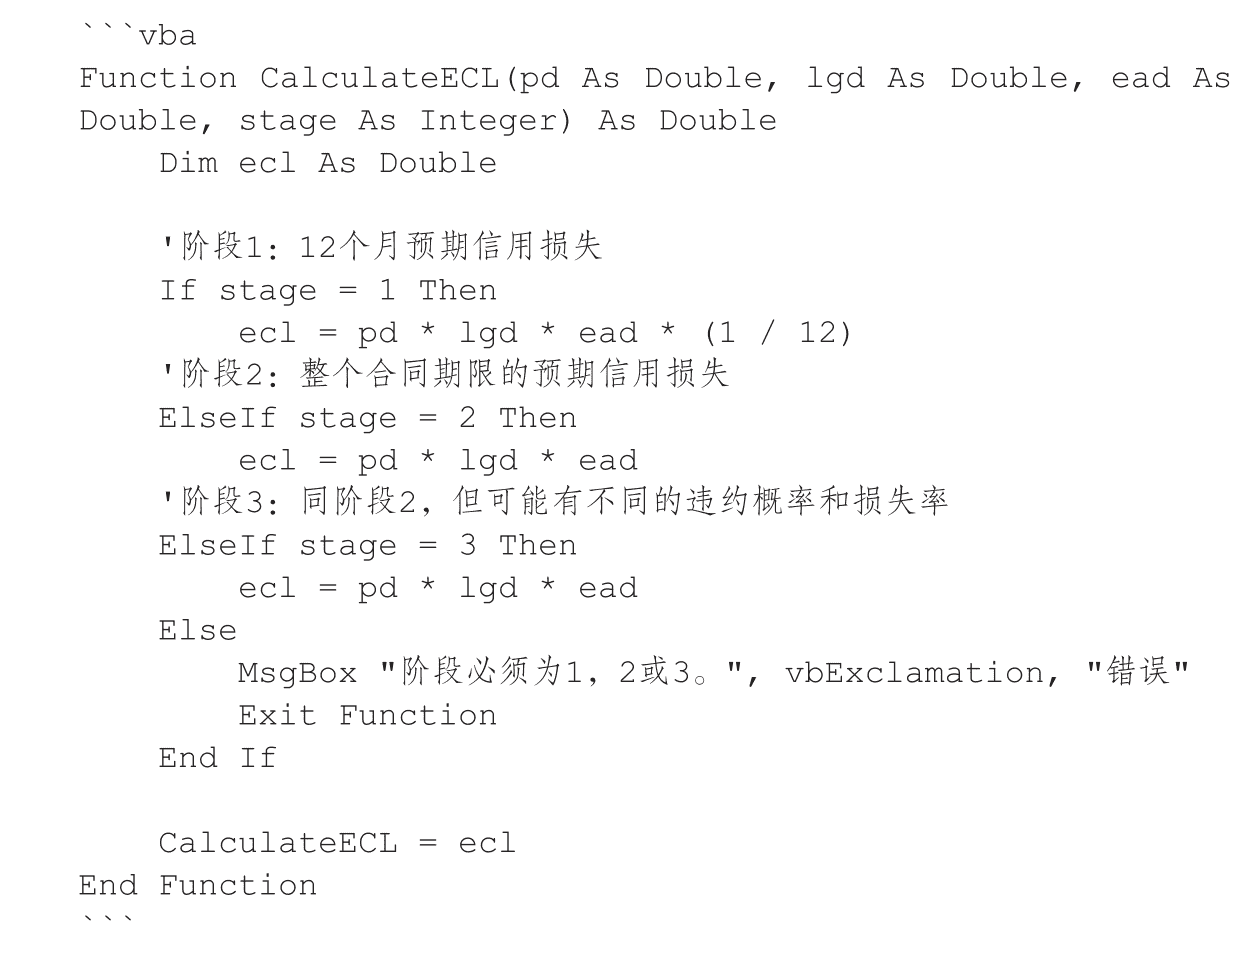 ```vba
Function CalculateECL(pd As Double, lgd As Double, ead As
Double, stage As Integer) As Double
    Dim ecl As Double

    '阶段1：12个月预期信用损失
    If stage = 1 Then
        ecl = pd * lgd * ead * (1 / 12)
    '阶段2：整个合同期限的预期信用损失
    ElseIf stage = 2 Then
        ecl = pd * lgd * ead
    '阶段3：同阶段2，但可能有不同的违约概率和损失率
    ElseIf stage = 3 Then
        ecl = pd * lgd * ead
    Else
        MsgBox "阶段必须为1，2或3。", vbExclamation, "错误"
        Exit Function
    End If

    CalculateECL = ecl
End Function
```